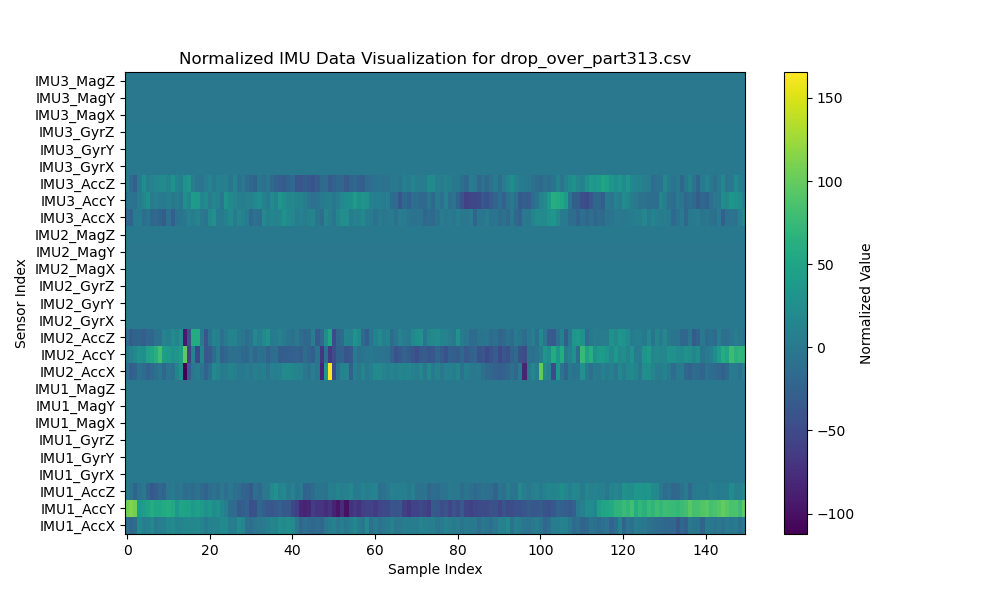 Normalized IMU Data Visualization for drop_over_part313.csv
IMU3_MagZ
IMU3_MagY
IMU3_MagX
IMU3_GyrZ
IMU3_GyrY
IMU3_GyrX
IMU3_AccZ
IMU3_AccY
IMU3_AccX
IMU2_MagZ
IMU2_MagY
IMU2_MagX
IMU2_GyrZ
IMU2_GyrY
IMU2_GyrX
IMU2_AccZ
IMU2_AccY
IMU2_AccX
IMU1_MagZ
IMU1_MagY
IMU1_MagX
IMU1_GyrZ
IMU1_GyrY
IMU1_GyrX
IMU1_AccZ
IMU1_AccY
IMU1_AccX
Sensor Index
0 20 40 60 80 100 120 140
Sample Index
150
100
50
0
−50
−100
Normalized Value